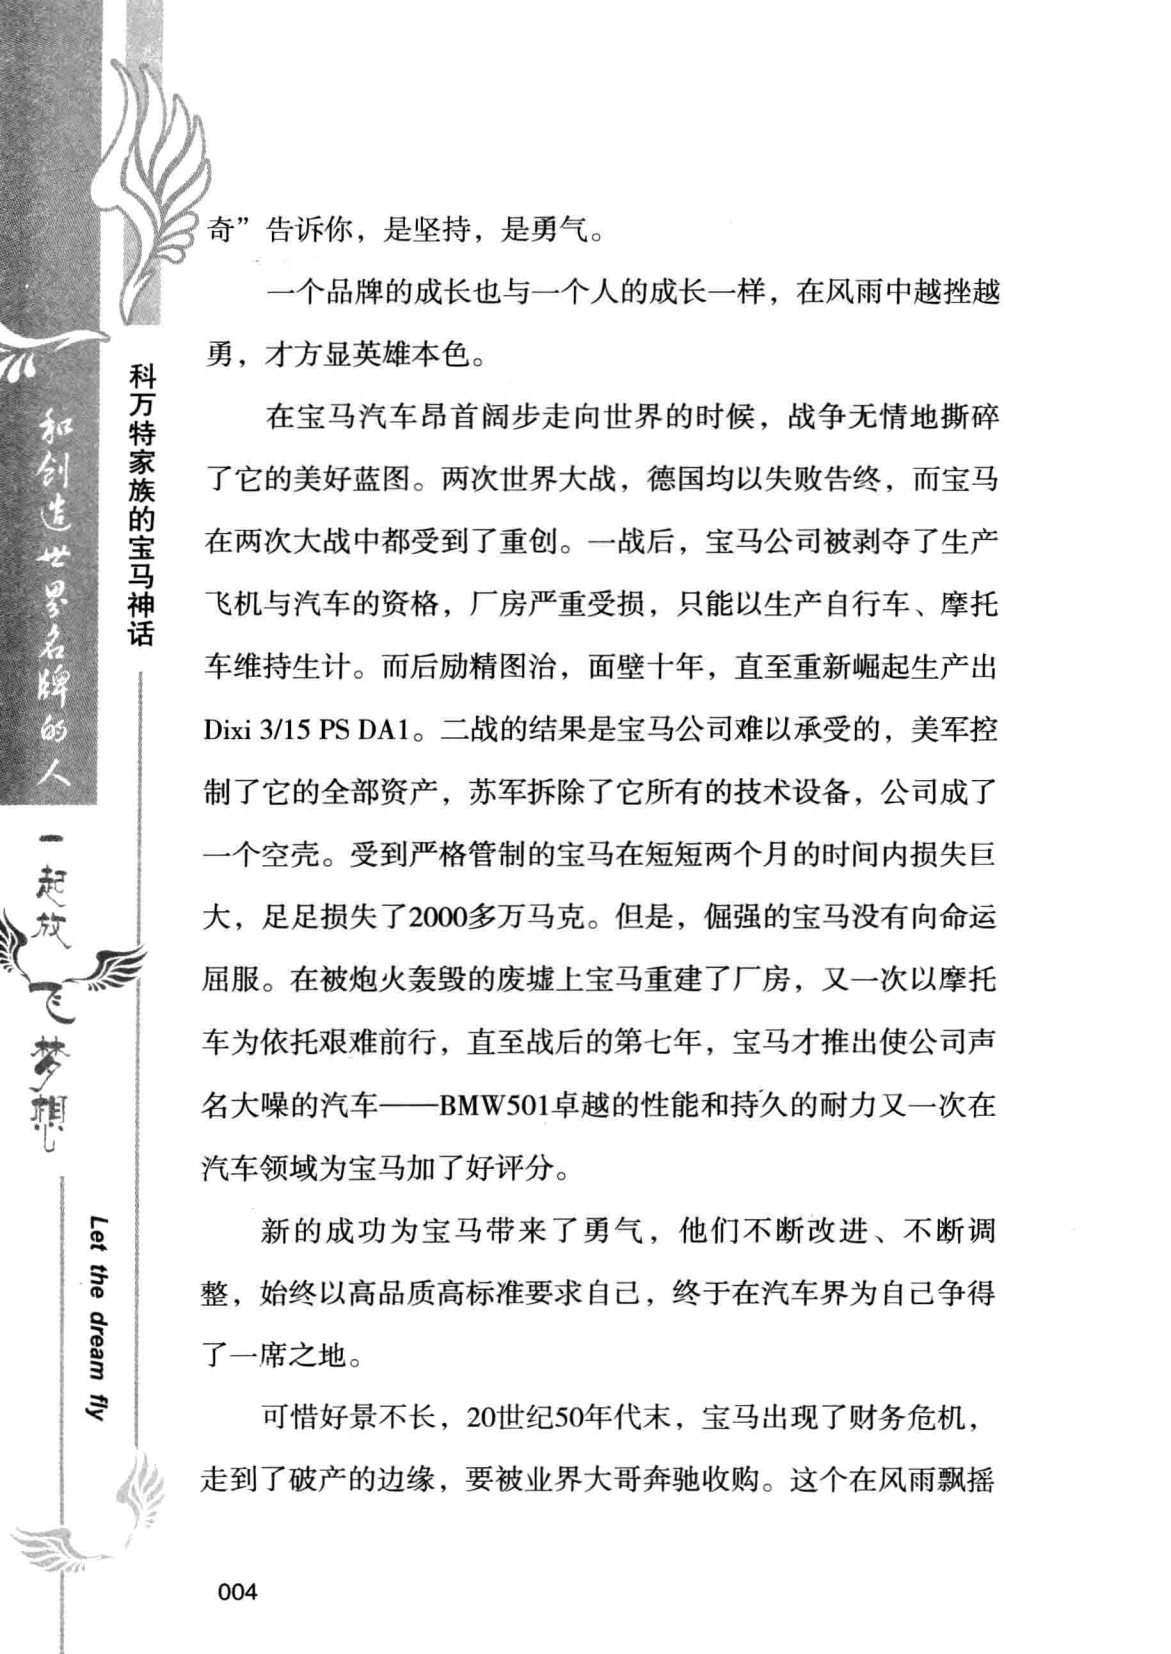 和创造世界名牌的人
一起放飞梦想
科万特家族的宝马神话
Let the dream fly
奇”告诉你，是坚持，是勇气。
一个品牌的成长也与一个人的成长一样，在风雨中越挫越
勇，才方显英雄本色。
在宝马汽车昂首阔步走向世界的时候，战争无情地撕碎
了它的美好蓝图。两次世界大战，德国均以失败告终，而宝马
在两次大战中都受到了重创。一战后，宝马公司被剥夺了生产
飞机与汽车的资格，厂房严重受损，只能以生产自行车、摩托
车维持生计。而后励精图治，面壁十年，直至重新崛起生产出
Dixi 3/15 PS DA1。二战的结果是宝马公司难以承受的，美军控
制了它的全部资产，苏军拆除了它所有的技术设备，公司成了
一个空壳。受到严格管制的宝马在短短两个月的时间内损失巨
大，足足损失了2000多万马克。但是，倔强的宝马没有向命运
屈服。在被炮火轰毁的废墟上宝马重建了厂房，又一次以摩托
车为依托艰难前行，直至战后的第七年，宝马才推出使公司声
名大噪的汽车——BMW501卓越的性能和持久的耐力又一次在
汽车领域为宝马加了好评分。
新的成功为宝马带来了勇气，他们不断改进、不断调
整，始终以高品质高标准要求自己，终于在汽车界为自己争得
了一席之地。
可惜好景不长，20世纪50年代末，宝马出现了财务危机，
走到了破产的边缘，要被业界大哥奔驰收购。这个在风雨飘摇
004